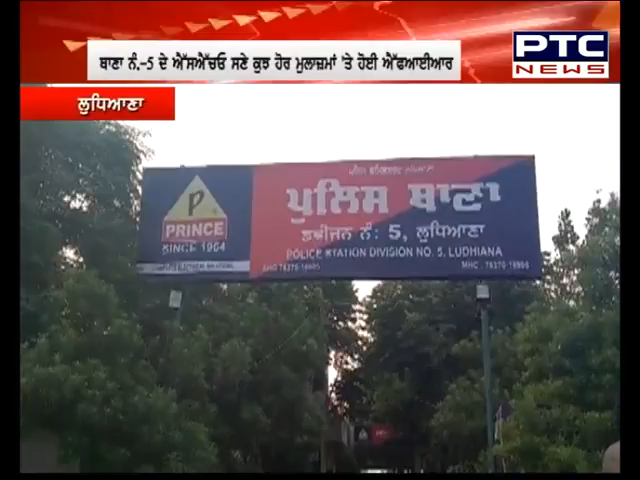 ਥਾਣਾ ਨੰ.-5 ਦੇ ਐੱਸਐੱਚਓ ਸਣੇ ਕੁਝ ਹੋਰ ਮੁਲਾਜ਼ਮਾਂ 'ਤੇ ਹੋਈ ਐੱਫਆਈਆਰ
PTC
NEWS
ਲੁਧਿਆਣਾ
P
PRINCE
SINCE 1964
ਪੁਲਿਸ ਥਾਣਾ
ਡਵੀਜਨ ਨੰ: 5, ਲੁਧਿਆਣਾ
POLICE STATION DIVISION NO. 5, LUDHIANA